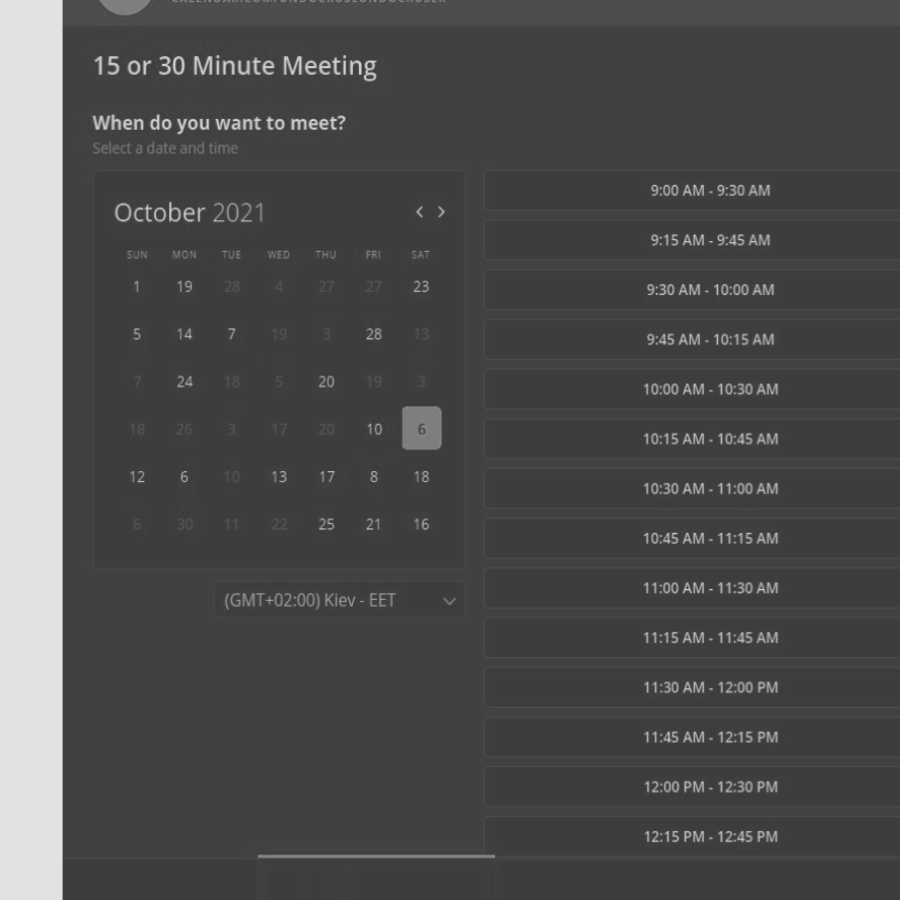 15 or 30 Minute Meeting
When do you want to meet?
Select a date and time
October 2021
SUN MON TUE WED THU FRI SAT
1 19 28 4 27 27 23
5 14 7 19 3 28 13
7 24 18 5 20 19 3
18 26 3 17 20 10 6
12 6 10 13 17 8 18
6 30 11 22 25 21 16
(GMT+02:00) Kiev - EET
9:00 AM - 9:30 AM
9:15 AM - 9:45 AM
9:30 AM - 10:00 AM
9:45 AM - 10:15 AM
10:00 AM - 10:30 AM
10:15 AM - 10:45 AM
10:30 AM - 11:00 AM
10:45 AM - 11:15 AM
11:00 AM - 11:30 AM
11:15 AM - 11:45 AM
11:30 AM - 12:00 PM
11:45 AM - 12:15 PM
12:00 PM - 12:30 PM
12:15 PM - 12:45 PM